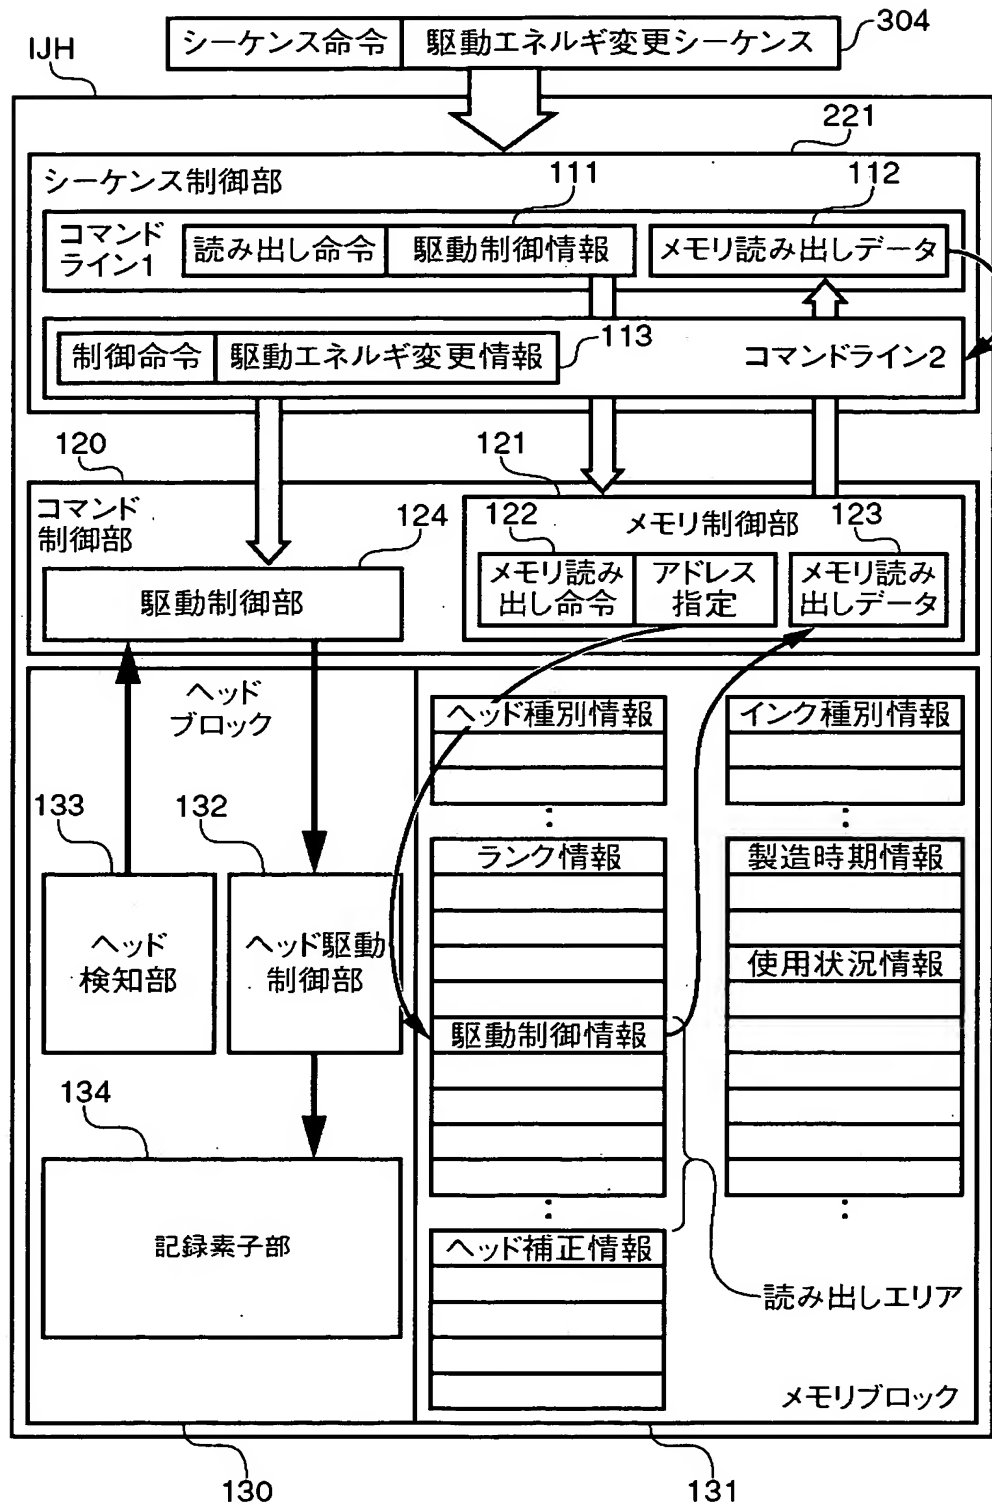 シーケンス命令 駆動エネルギ変更シーケンス
304
IJH
221
シーケンス制御部
111
112
コマンド
ライン1
読み出し命令 駆動制御情報
メモリ読み出しデータ
制御命令 駆動エネルギ変更情報
113
コマンドライン2
120
121
コマンド
制御部
124
122
メモリ制御部
123
駆動制御部
メモリ読み
出し命令
アドレス
指定
メモリ読み
出しデータ
ヘッド
ブロック
ヘッド種別情報
インク種別情報
133
132
ランク情報
製造時期情報
ヘッド
検知部
ヘッド駆動
制御部
使用状況情報
駆動制御情報
134
記録素子部
ヘッド補正情報
読み出しエリア
メモリブロック
130
131